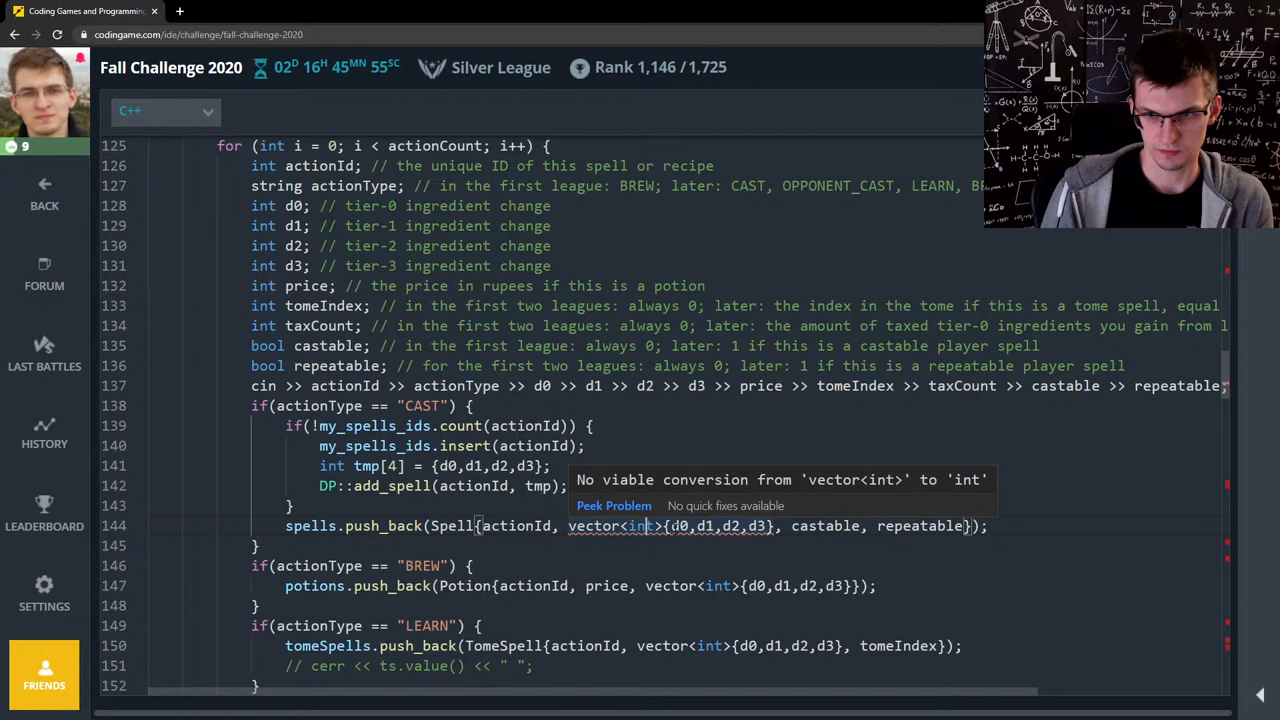 Coding Games and Programming
codingame.com/ide/challenge/fall-challenge-2020
Fall Challenge 2020 02D 16H 45MN 55SC Silver League Rank 1,146 / 1,725
C++
9
BACK
FORUM
LAST BATTLES
HISTORY
LEADERBOARD
SETTINGS
FRIENDS
125 for (int i = 0; i < actionCount; i++) {
126 int actionId; // the unique ID of this spell or recipe
127 string actionType; // in the first league: BREW; later: CAST, OPPONENT_CAST, LEARN,
128 int d0; // tier-0 ingredient change
129 int d1; // tier-1 ingredient change
130 int d2; // tier-2 ingredient change
131 int d3; // tier-3 ingredient change
132 int price; // the price in rupees if this is a potion
133 int tomeIndex; // in the first two leagues: always 0; later: the index in the tome if this is a tome spell, equal
134 int taxCount; // in the first two leagues: always 0; later: the amount of taxed tier-0 ingredients you gain from
135 bool castable; // in the first league: always 0; later: 1 if this is a castable player spell
136 bool repeatable; // for the first two leagues: always 0; later: 1 if this is a repeatable player spell
137 cin >> actionId >> actionType >> d0 >> d1 >> d2 >> d3 >> price >> tomeIndex >> taxCount >> castable >> repeatable;
138 if(actionType == "CAST") {
139 if(!my_spells_ids.count(actionId)) {
140 my_spells_ids.insert(actionId);
141 int tmp[4] = {d0,d1,d2,d3};
142 DP::add_spell(actionId, tmp);
No viable conversion from 'vector<int>' to 'int'
Peek Problem No quick fixes available
143 }
144 spells.push_back(Spell{actionId, vector<int>{d0,d1,d2,d3}, castable, repeatable});
145 }
146 if(actionType == "BREW") {
147 potions.push_back(Potion{actionId, price, vector<int>{d0,d1,d2,d3}});
148 }
149 if(actionType == "LEARN") {
150 tomeSpells.push_back(TomeSpell{actionId, vector<int>{d0,d1,d2,d3}, tomeIndex});
151 // cerr << ts.value() << " ";
152 }